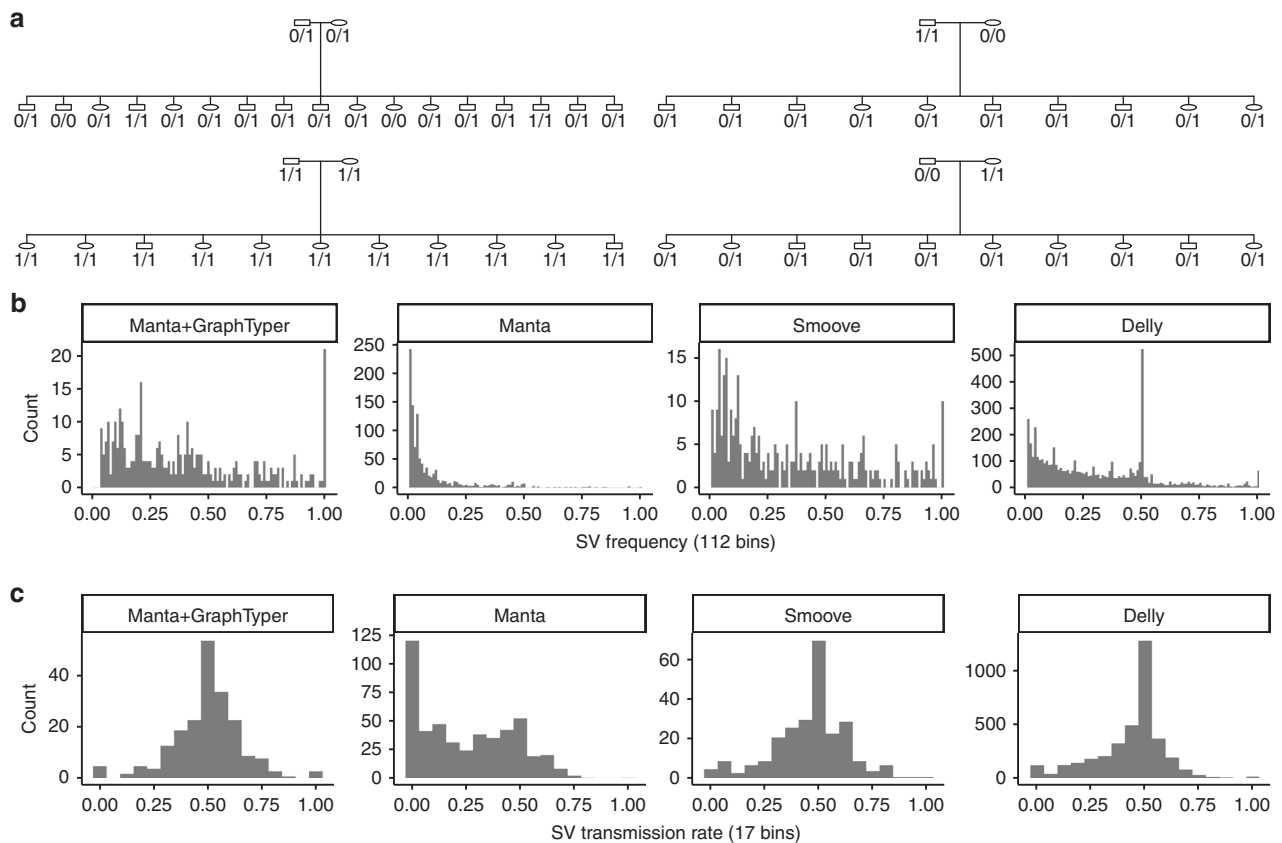 a
0/1 0/1
1/1 0/0
0/1 0/0 0/1 1/1 0/1 0/1 0/1 0/1 0/1 0/1 0/0 0/1 0/1 0/1 1/1 0/1 0/1
0/1 0/1 0/1 0/1 0/1 0/1 0/1 0/1 0/1 0/1
1/1 1/1
0/0 1/1
1/1 1/1 1/1 1/1 1/1 1/1 1/1 1/1 1/1 1/1 1/1
0/1 0/1 0/1 0/1 0/1 0/1 0/1 0/1 0/1 0/1
b
Manta+GraphTyper
Manta
Smoove
Delly
Count
20
15
10
5
0
250
200
150
100
50
0
15
10
5
0
500
400
300
200
100
0
0.00 0.25 0.50 0.75 1.00
0.00 0.25 0.50 0.75 1.00
0.00 0.25 0.50 0.75 1.00
0.00 0.25 0.50 0.75 1.00
SV frequency (112 bins)
c
Manta+GraphTyper
Manta
Smoove
Delly
Count
40
20
0
125
100
75
50
25
0
60
40
20
0
1000
500
0
0.00 0.25 0.50 0.75 1.00
0.00 0.25 0.50 0.75 1.00
0.00 0.25 0.50 0.75 1.00
0.00 0.25 0.50 0.75 1.00
SV transmission rate (17 bins)